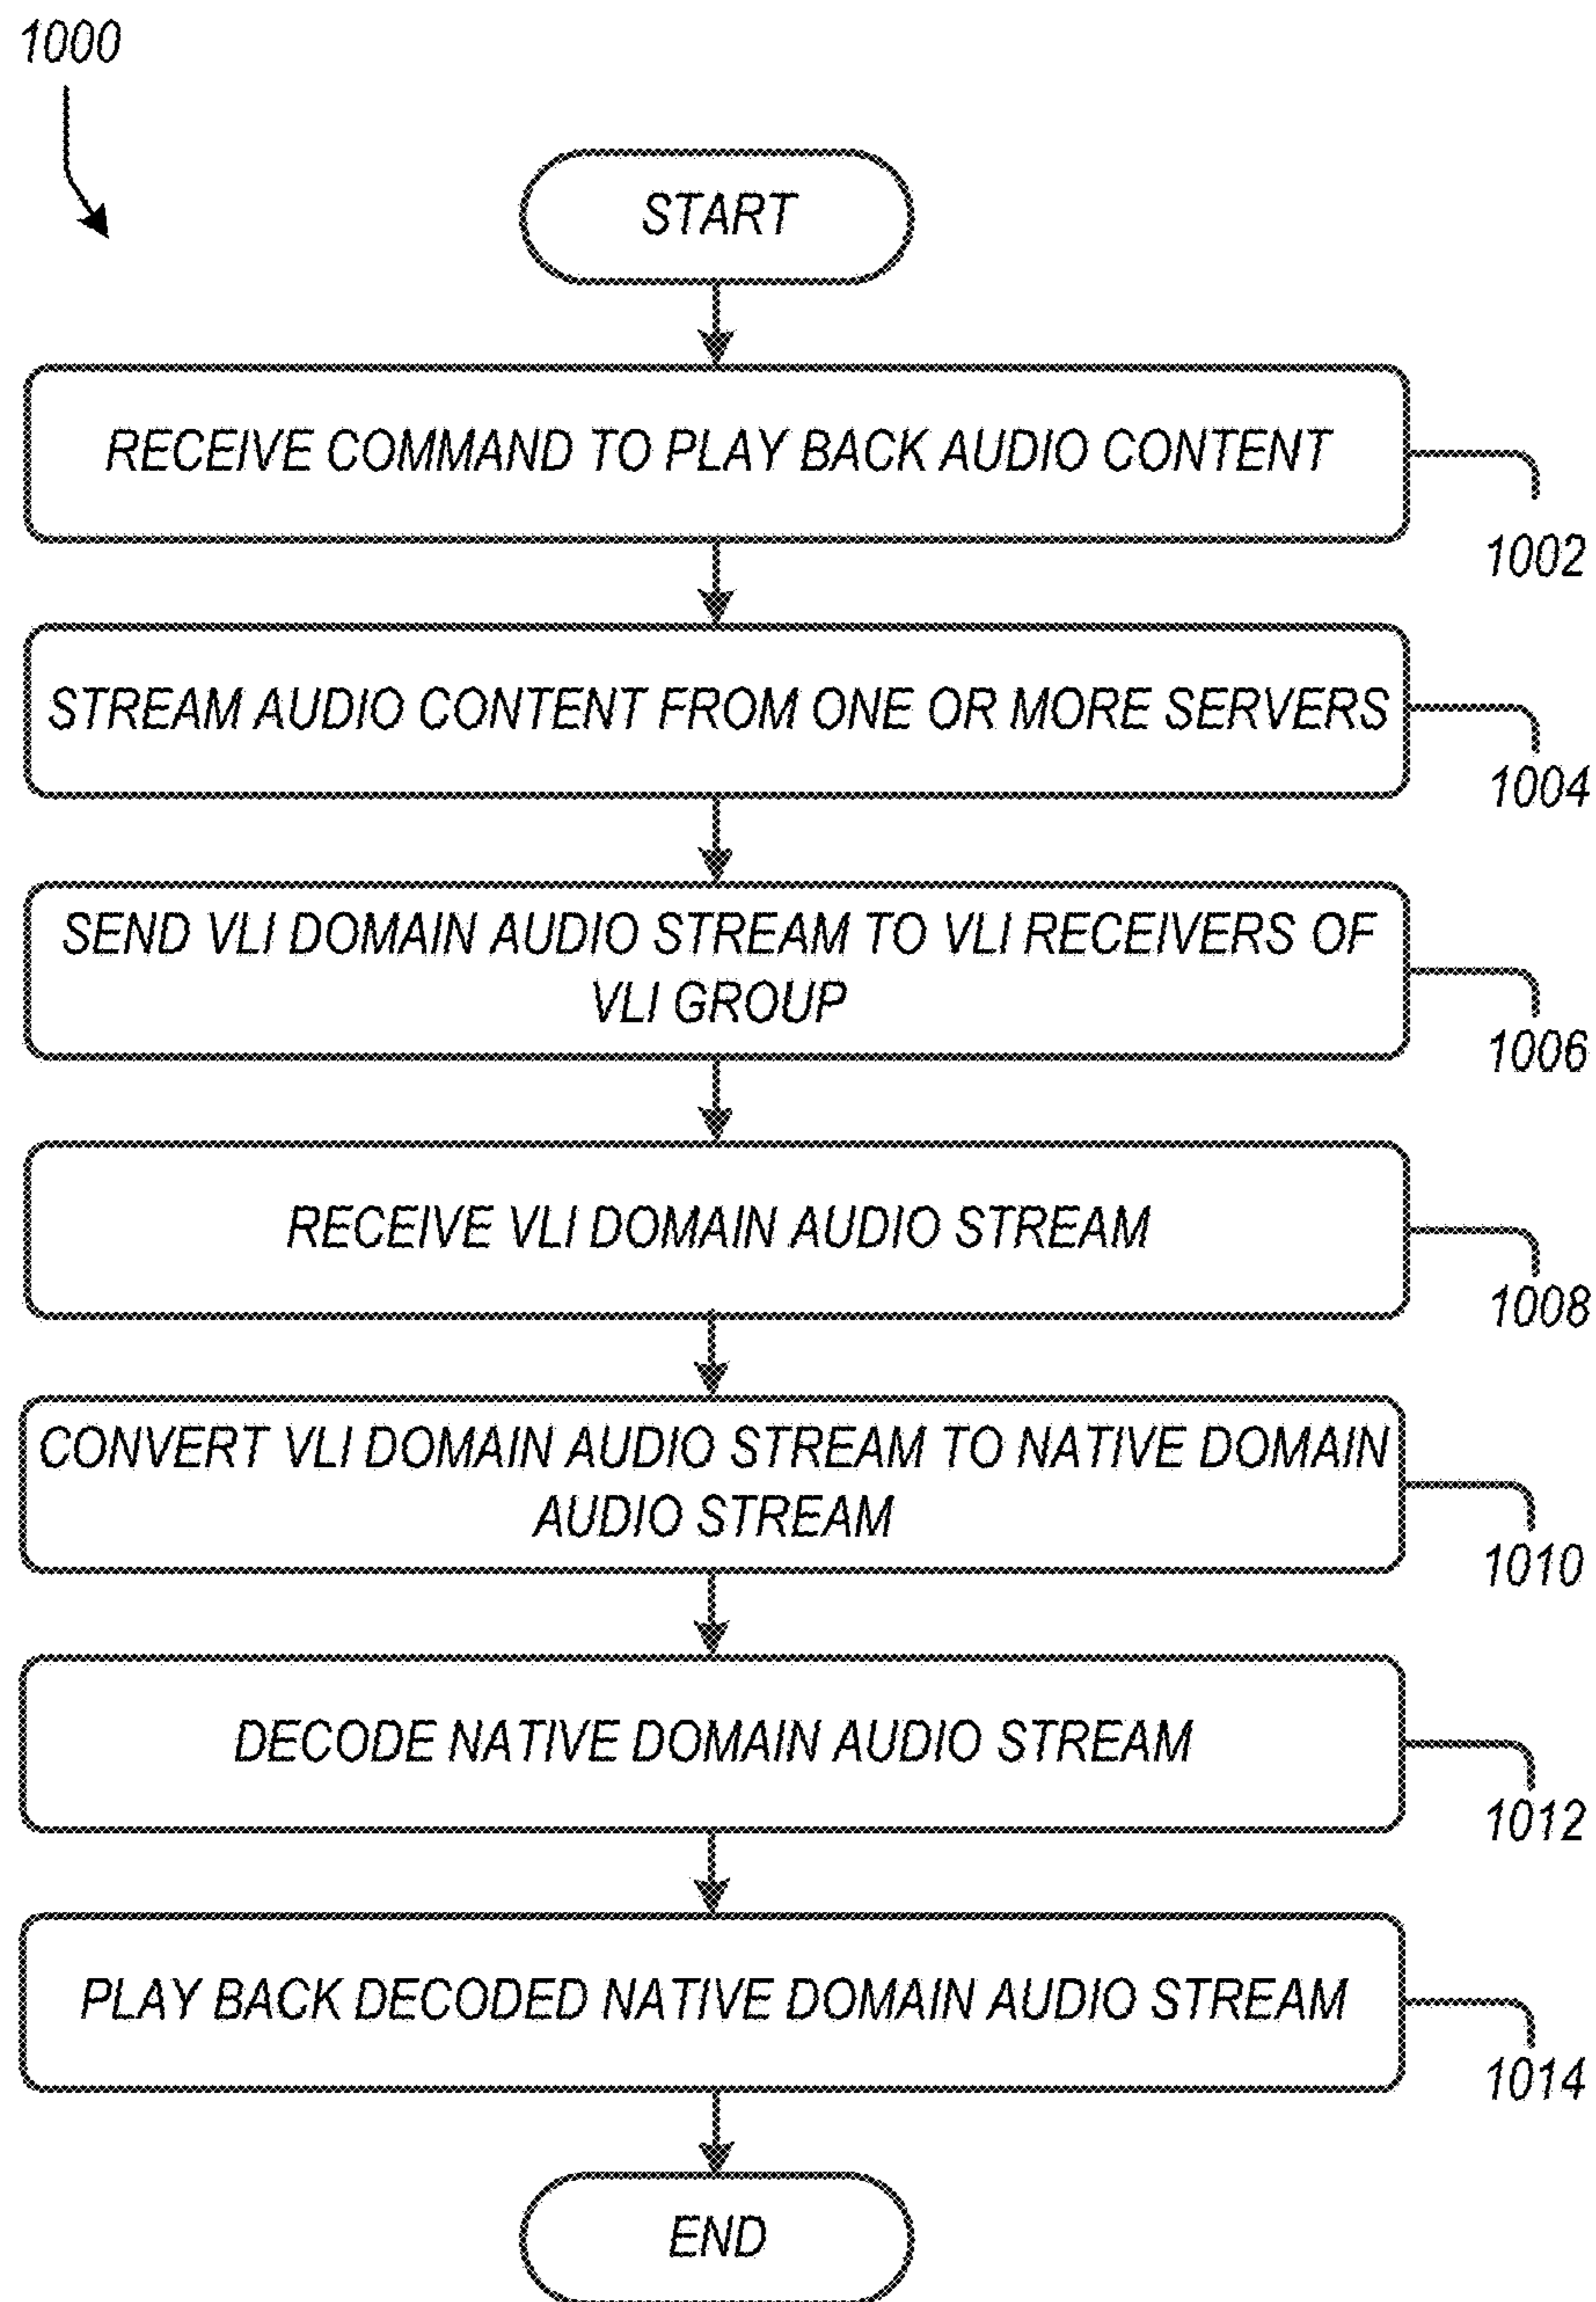 1000
START
RECEIVE COMMAND TO PLAY BACK AUDIO CONTENT
1002
STREAM AUDIO CONTENT FROM ONE OR MORE SERVERS
1004
SEND VLI DOMAIN AUDIO STREAM TO VLI RECEIVERS OF
VLI GROUP
1006
RECEIVE VLI DOMAIN AUDIO STREAM
1008
CONVERT VLI DOMAIN AUDIO STREAM TO NATIVE DOMAIN
AUDIO STREAM
1010
DECODE NATIVE DOMAIN AUDIO STREAM
1012
PLAY BACK DECODED NATIVE DOMAIN AUDIO STREAM
1014
END